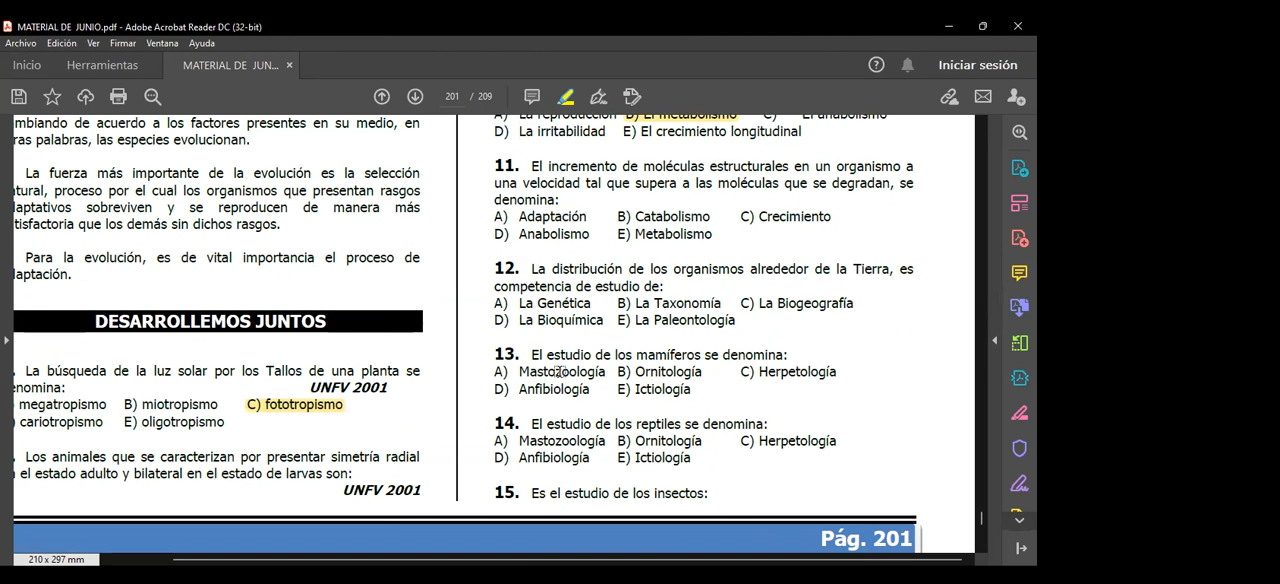 MATERIAL DE JUNIO.pdf - Adobe Acrobat Reader DC (32-bit)
Archivo Edición Ver Firmar Ventana Ayuda
Inicio Herramientas MATERIAL DE JUN... × Iniciar sesión
201 / 209
mbiando de acuerdo a los factores presentes en su medio, en
ras palabras, las especies evolucionan.
La fuerza más importante de la evolución es la selección
tural, proceso por el cual los organismos que presentan rasgos
laptativos sobreviven y se reproducen de manera más
tisfactoria que los demás sin dichos rasgos.
Para la evolución, es de vital importancia el proceso de
laptación.
DESARROLLEMOS JUNTOS
La búsqueda de la luz solar por los Tallos de una planta se
enomina: UNFV 2001
megatropismo B) miotropismo C) fototropismo
) cariotropismo E) oligotropismo
. Los animales que se caracterizan por presentar simetría radial
el estado adulto y bilateral en el estado de larvas son:
UNFV 2001
A) La reproducción B) El metabolismo C) El anabolismo
D) La irritabilidad E) El crecimiento longitudinal
11. El incremento de moléculas estructurales en un organismo a
una velocidad tal que supera a las moléculas que se degradan, se
denomina:
A) Adaptación B) Catabolismo C) Crecimiento
D) Anabolismo E) Metabolismo
12. La distribución de los organismos alrededor de la Tierra, es
competencia de estudio de:
A) La Genética B) La Taxonomía C) La Biogeografía
D) La Bioquímica E) La Paleontología
13. El estudio de los mamíferos se denomina:
A) Mastozoología B) Ornitología C) Herpetología
D) Anfibiología E) Ictiología
14. El estudio de los reptiles se denomina:
A) Mastozoología B) Ornitología C) Herpetología
D) Anfibiología E) Ictiología
15. Es el estudio de los insectos:
Pág. 201
210 x 297 mm